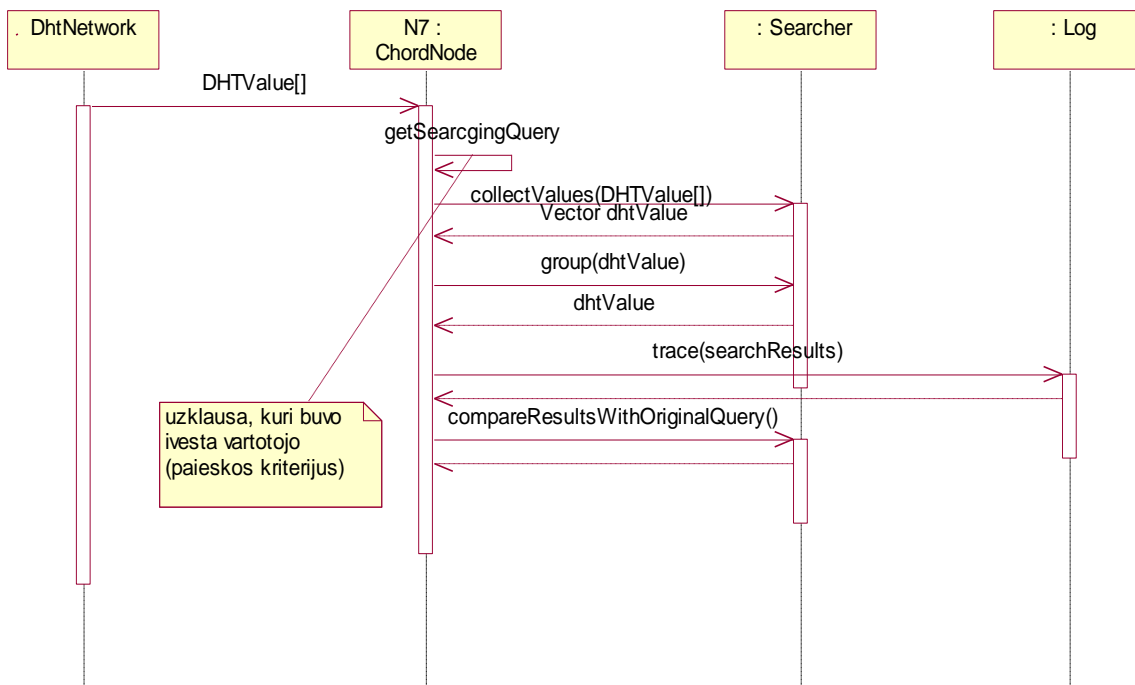 . DhtNetwork
N7 :
ChordNode
: Searcher
: Log
DHTValue[]
getSearcgingQuery
collectValues(DHTValue[])
Vector dhtValue
group(dhtValue)
dhtValue
trace(searchResults)
uzklausa, kuri buvo
ivesta vartotojo
(paieskos kriterijus)
compareResultsWithOriginalQuery()